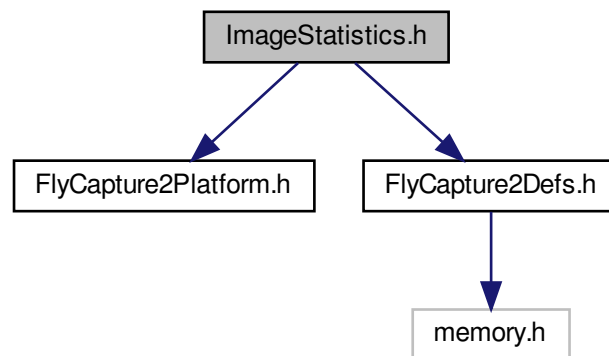 ImageStatistics.h
FlyCapture2Platform.h
FlyCapture2Defs.h
memory.h